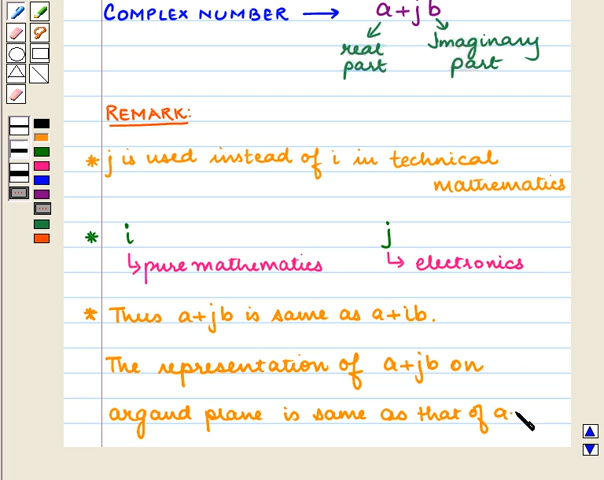 COMPLEX NUMBER → a+jb
real part
Imaginary part
REMARK:
* j is used instead of i in technical
mathematics
* i j
↳ pure mathematics ↳ electronics
* Thus a+jb is same as a+ib.
The representation of a+jb on
argand plane is same as that of a